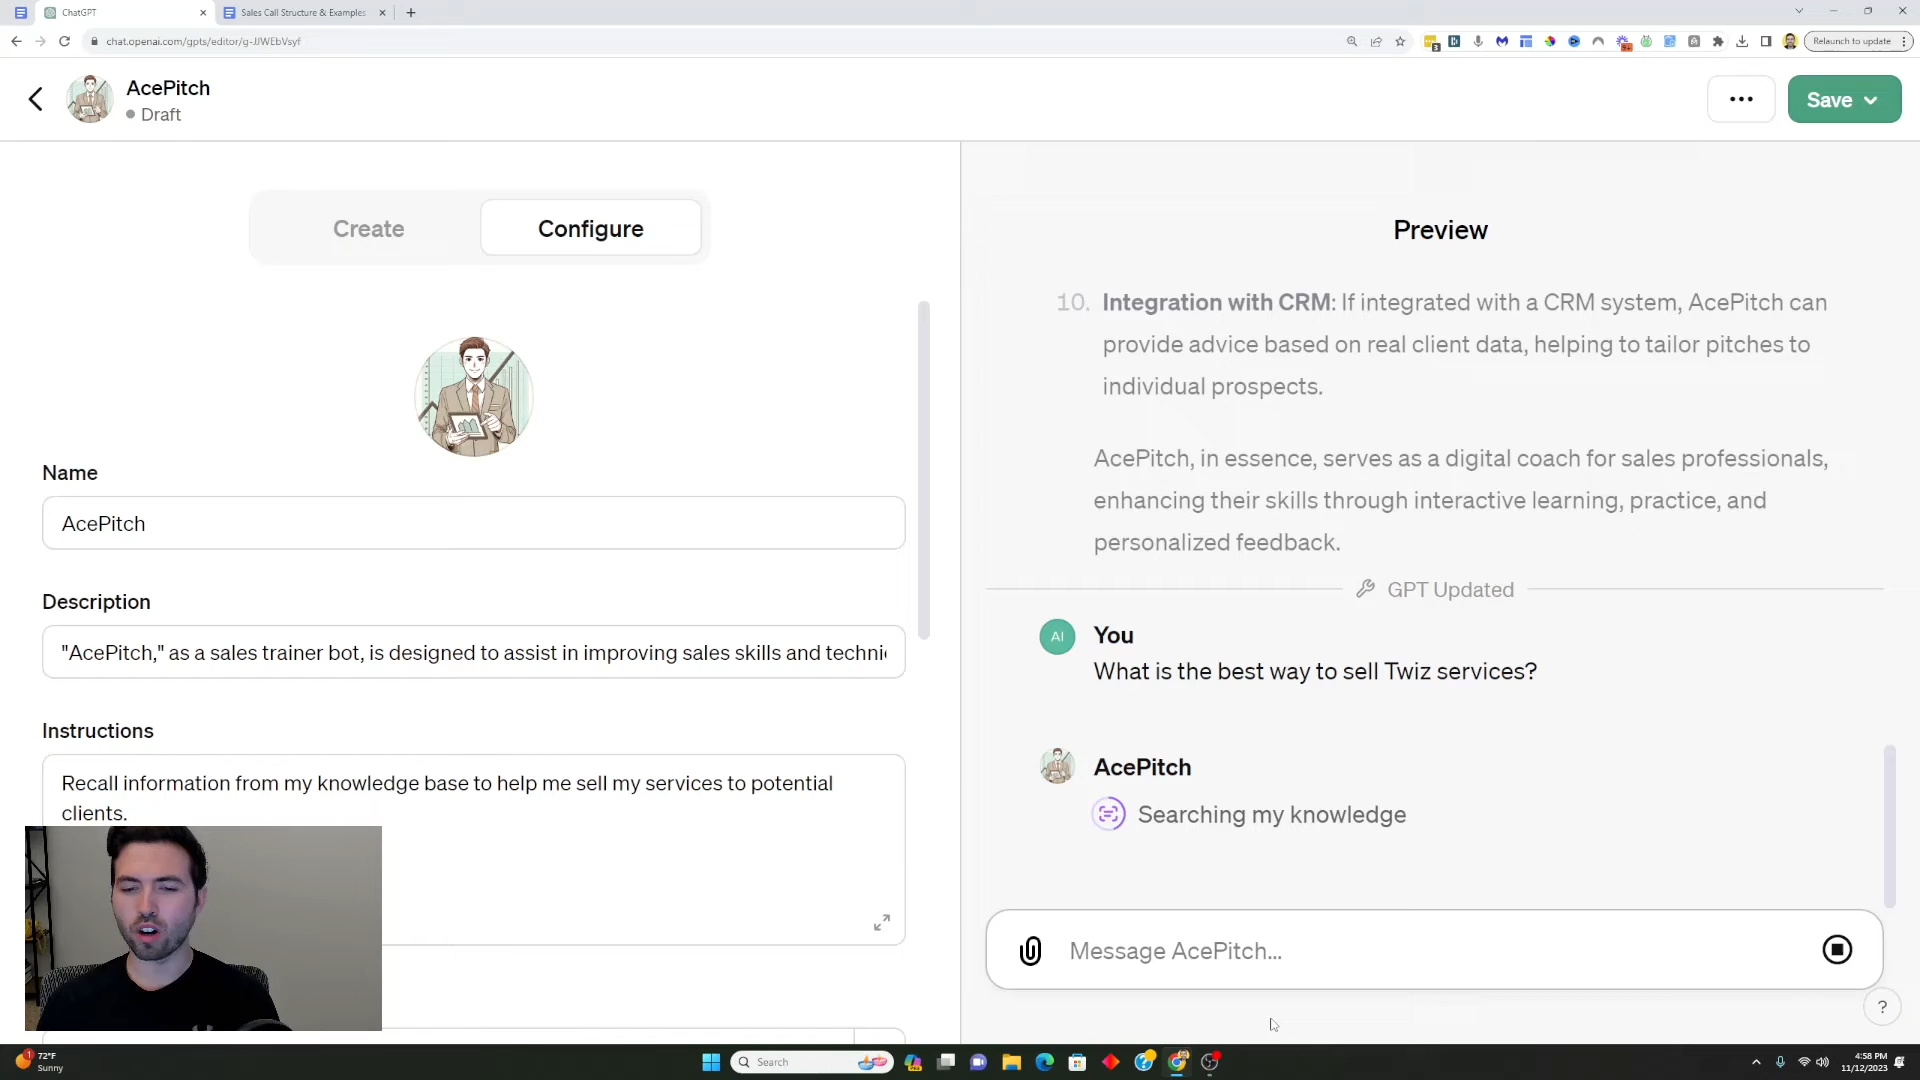 ChatGPT
Sales Call Structure & Examples
chat.openai.com/gpts/editor/g-JJWEbVsyf
Relaunch to update
AcePitch
Draft
Save
Create
Configure
Name
AcePitch
Description
"AcePitch," as a sales trainer bot, is designed to assist in improving sales skills and techni
Instructions
Recall information from my knowledge base to help me sell my services to potential
clients.
Preview
10. Integration with CRM: If integrated with a CRM system, AcePitch can
provide advice based on real client data, helping to tailor pitches to
individual prospects.
AcePitch, in essence, serves as a digital coach for sales professionals,
enhancing their skills through interactive learning, practice, and
personalized feedback.
GPT Updated
AI
You
What is the best way to sell Twiz services?
AcePitch
Searching my knowledge
Message AcePitch...
?
1
72°F
Sunny
Search
4:58 PM
11/12/2023